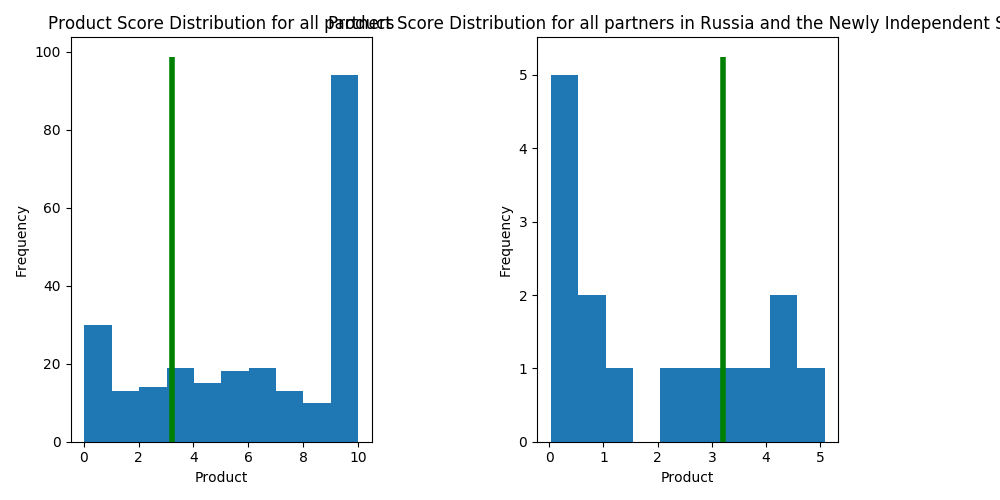 Product Score Distribution for all partners
Product Score Distribution for all partners in Russia and the Newly Independent S
100
80
60
40
20
0
Frequency
0 2 4 6 8 10
Product
5
4
3
2
1
0
Frequency
0 1 2 3 4 5
Product